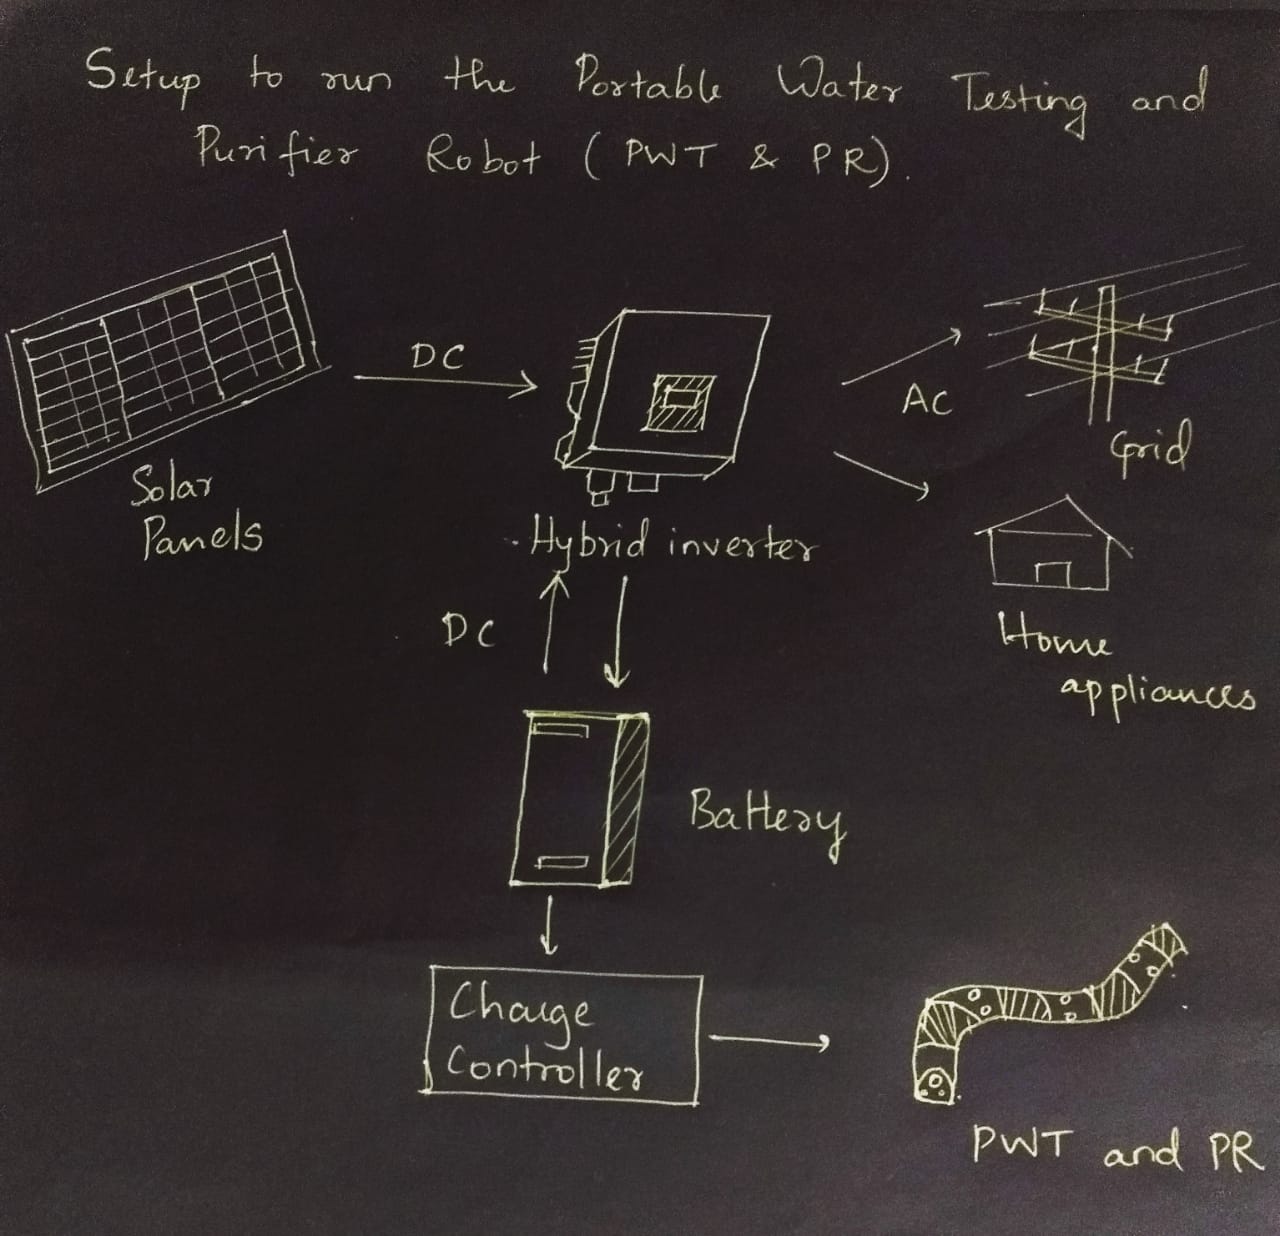 Setup to run the Portable Water Testing and
Purifier Robot (PWT & PR).
DC
AC
Grid
Solar
Panels
Hybrid inverter
DC
Home
appliances
Battery
Charge
Controller
PWT and PR